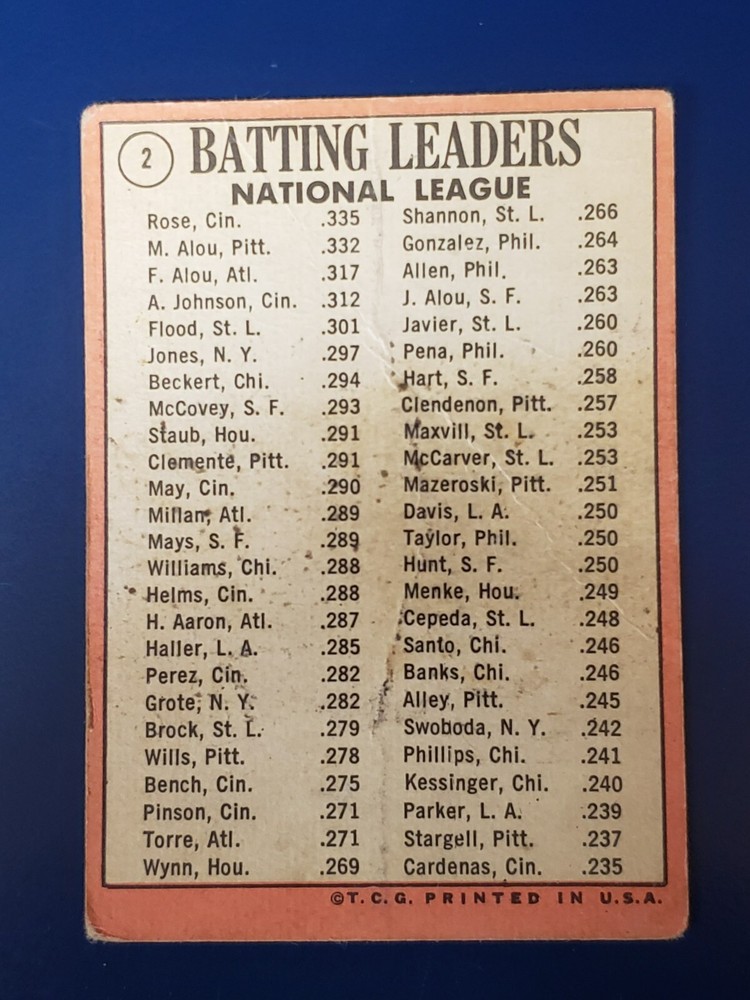 2
BATTING LEADERS
NATIONAL LEAGUE
Rose, Cin. .335
M. Alou, Pitt. .332
F. Alou, Atl. .317
A. Johnson, Cin. .312
Flood, St. L. .301
Jones, N. Y. .297
Beckert, Chi. .294
McCovey, S. F. .293
Staub, Hou. .291
Clemente, Pitt. .291
May, Cin. .290
Millan, Atl. .289
Mays, S. F. .289
Williams, Chi. .288
Helms, Cin. .288
H. Aaron, Atl. .287
Haller, L. A. .285
Perez, Cin. .282
Grote, N. Y. .282
Brock, St. L. .279
Wills, Pitt. .278
Bench, Cin. .275
Pinson, Cin. .271
Torre, Atl. .271
Wynn, Hou. .269
Shannon, St. L. .266
Gonzalez, Phil. .264
Allen, Phil. .263
J. Alou, S. F. .263
Javier, St. L. .260
Pena, Phil. .260
Hart, S. F. .258
Clendenon, Pitt. .257
Maxvill, St. L. .253
McCarver, St. L. .253
Mazeroski, Pitt. .251
Davis, L. A. .250
Taylor, Phil. .250
Hunt, S. F. .250
Menke, Hou. .249
Cepeda, St. L. .248
Santo, Chi. .246
Banks, Chi. .246
Alley, Pitt. .245
Swoboda, N. Y. .242
Phillips, Chi. .241
Kessinger, Chi. .240
Parker, L. A. .239
Stargell, Pitt. .237
Cardenas, Cin. .235
©T. C. G. PRINTED IN U.S.A.